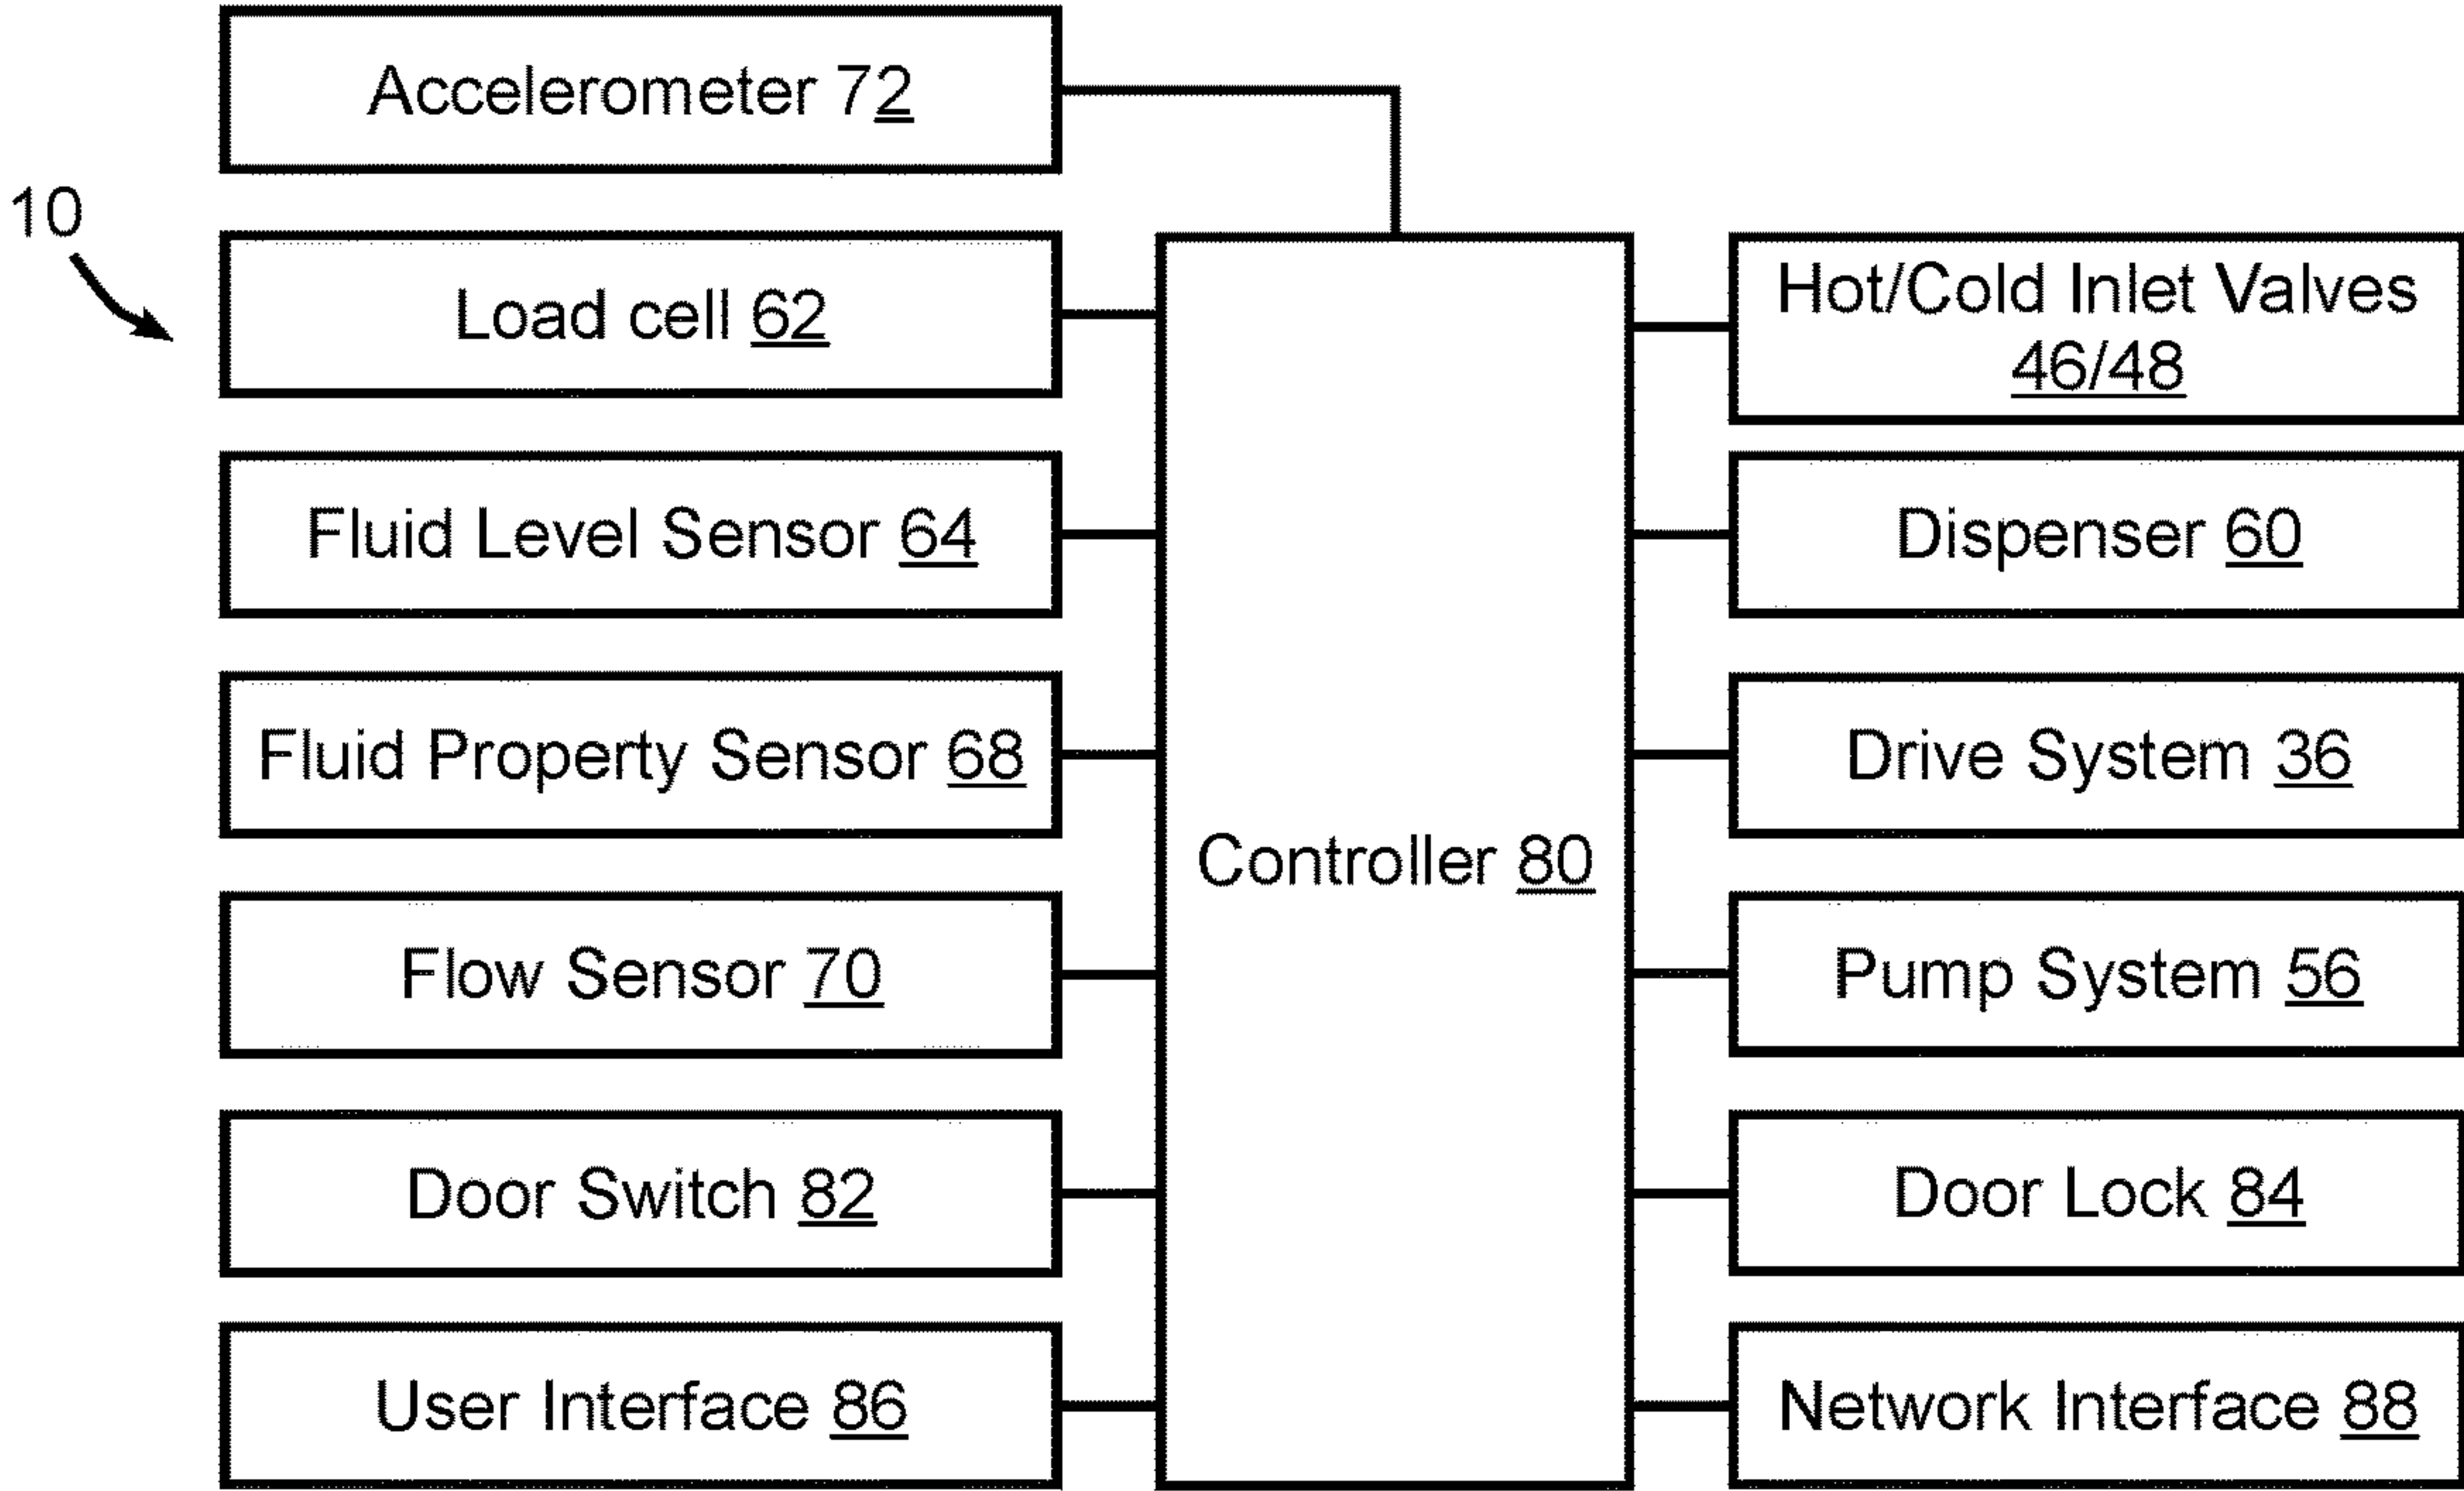 Accelerometer 72
10
Load cell 62
Fluid Level Sensor 64
Fluid Property Sensor 68
Flow Sensor 70
Door Switch 82
User Interface 86
Controller 80
Hot/Cold Inlet Valves
46/48
Dispenser 60
Drive System 36
Pump System 56
Door Lock 84
Network Interface 88